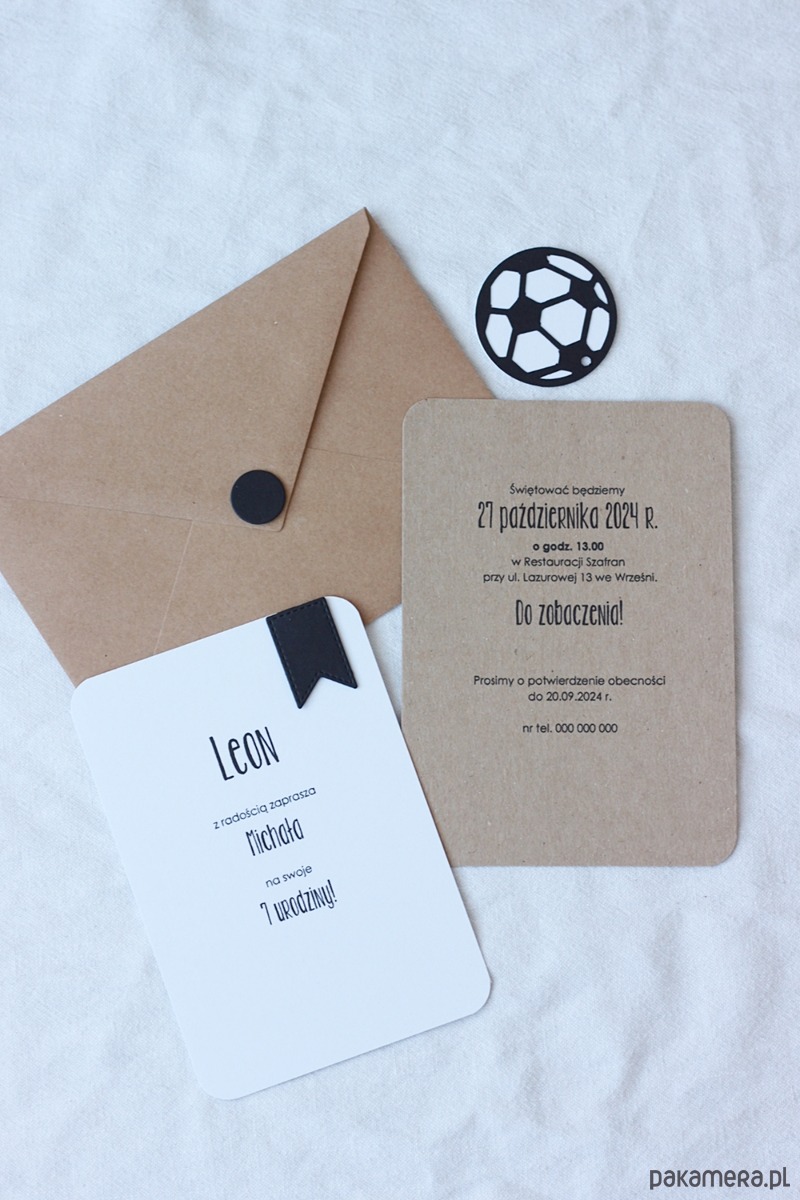 Świętować będziemy
27 października 2024 r.
o godz. 13.00
w Restauracji Szafran
przy ul. Lazurowej 13 we Wrześni.
Do zobaczenia!
Prosimy o potwierdzenie obecności
do 20.09.2024 r.
nr tel. 000 000 000
Leon
z radością zaprasza
Michała
na swoje
7 urodziny!
pakamera.pl